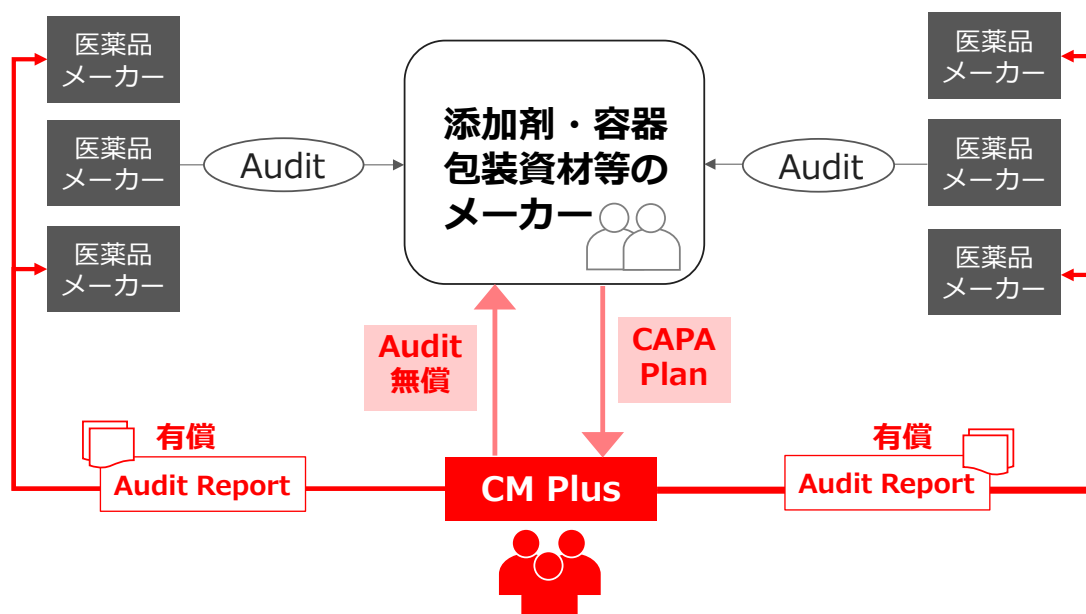 医薬品
メーカー
医薬品
メーカー
医薬品
メーカー
Audit
添加剤・容器
包装資材等の
メーカー
Audit
医薬品
メーカー
医薬品
メーカー
医薬品
メーカー
Audit
無償
CAPA
Plan
有償
Audit Report
CM Plus
有償
Audit Report